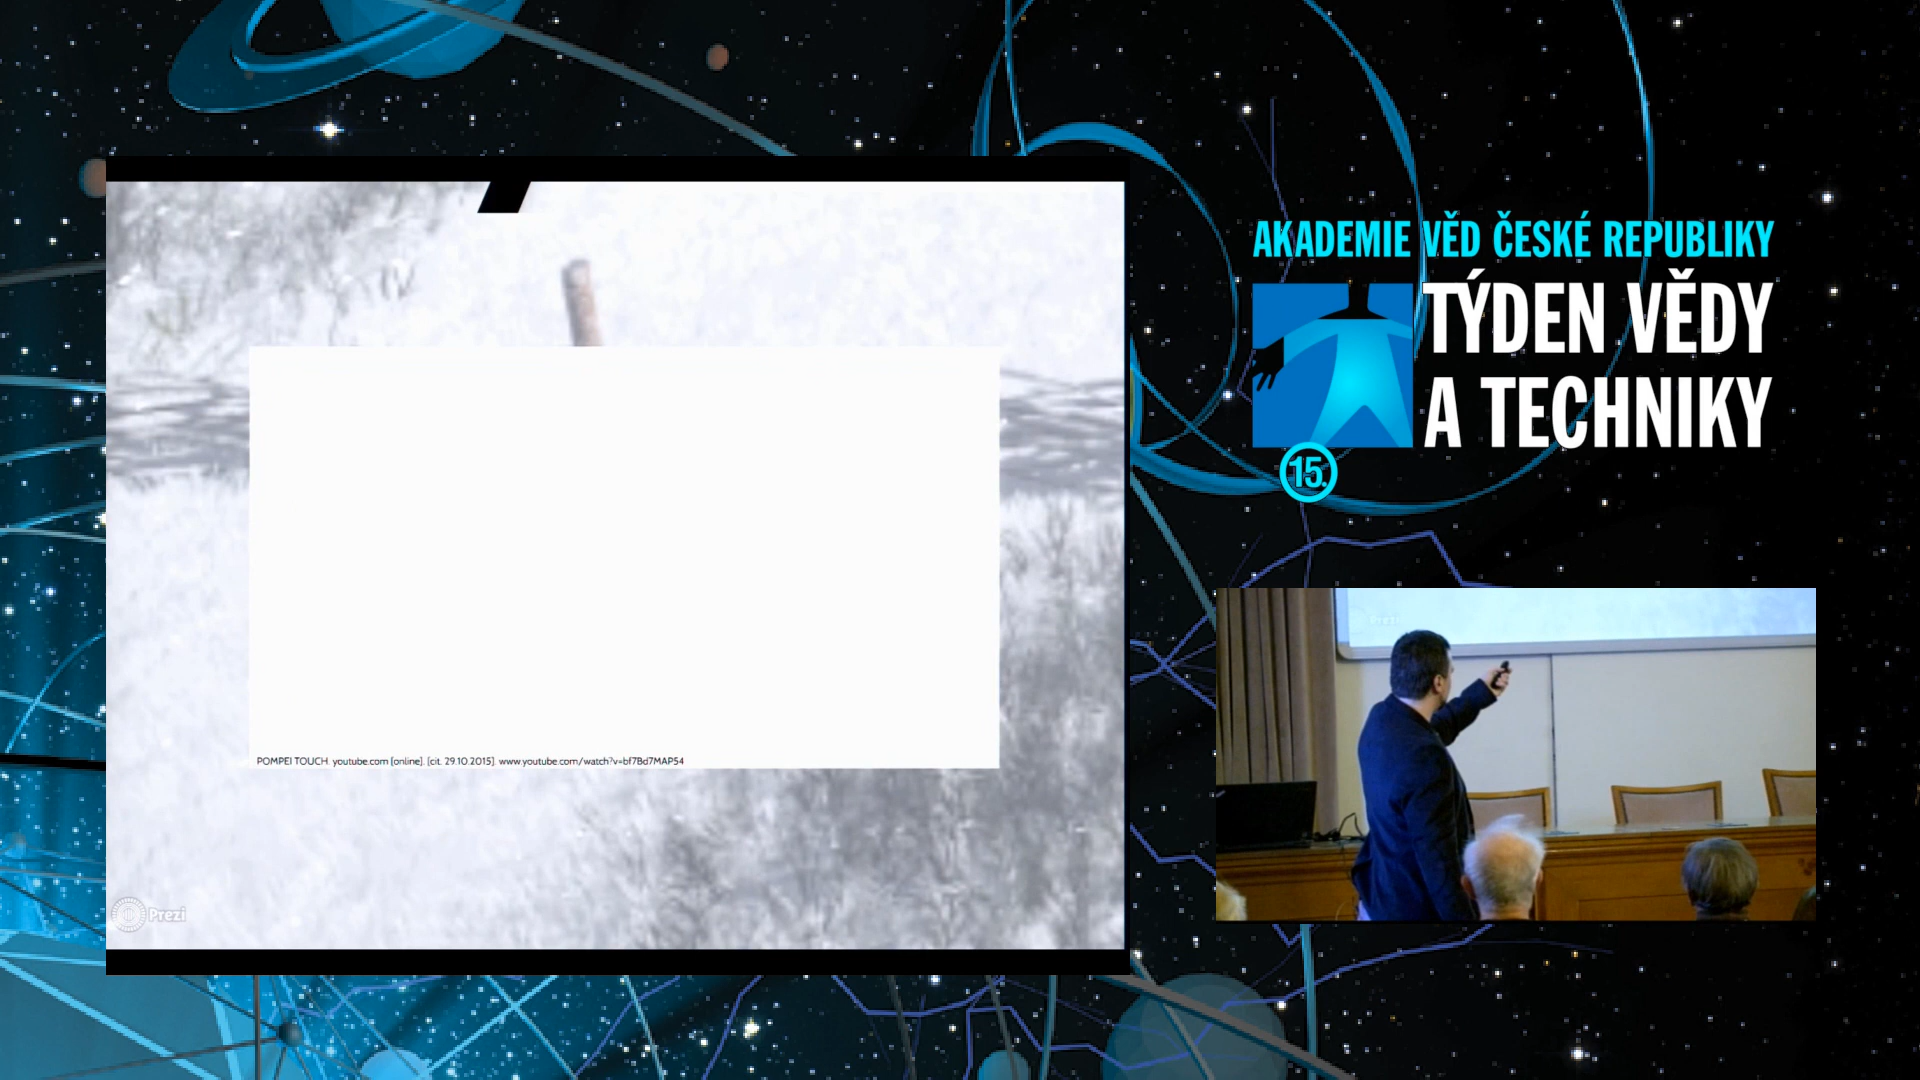 AKADEMIE VĚD ČESKÉ REPUBLIKY
TÝDEN VĚDY
A TECHNIKY
15.
POMPEI TOUCH. youtube.com [online]. [cit. 29.10.2015]. www.youtube.com/watch?v=bf7Bd7MAP54
Prezi
Prezi